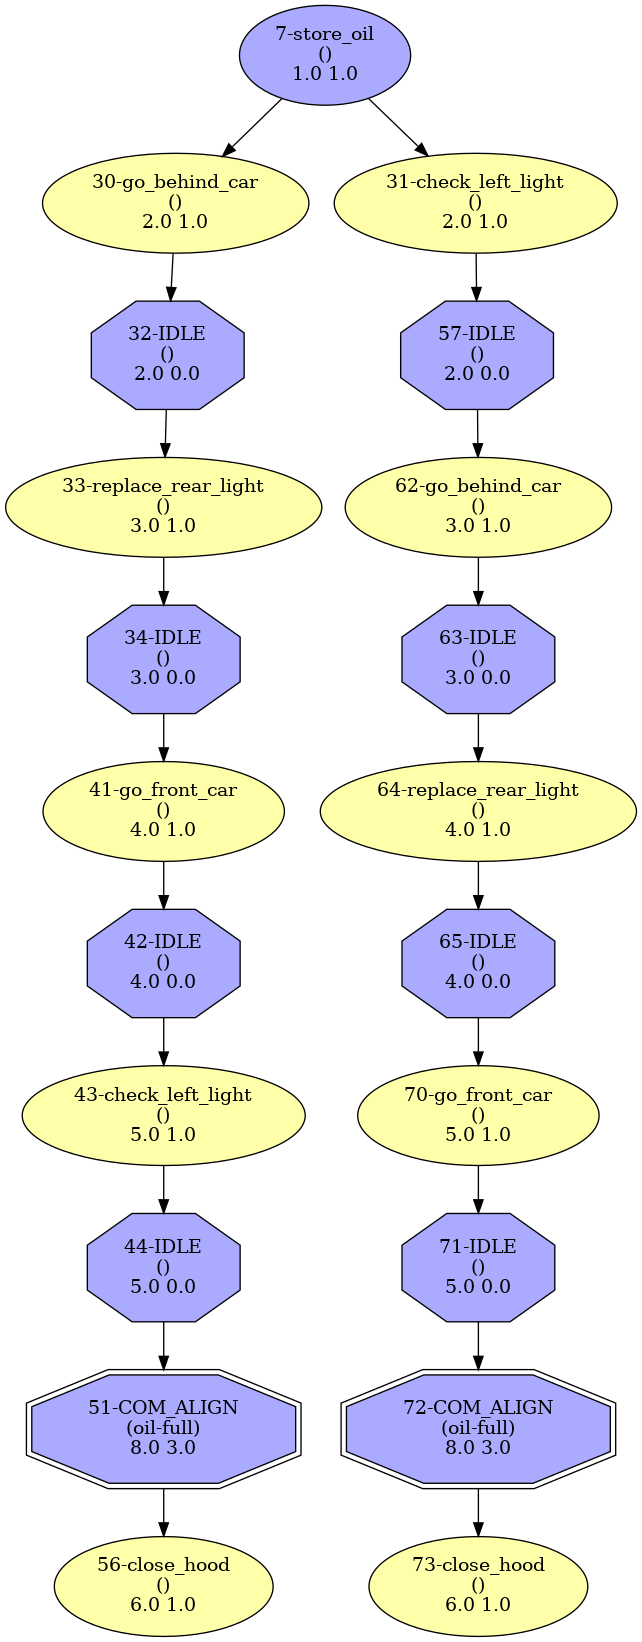 7-store_oil
()
1.0 1.0
30-go_behind_car
()
2.0 1.0
31-check_left_light
()
2.0 1.0
32-IDLE
()
2.0 0.0
57-IDLE
()
2.0 0.0
33-replace_rear_light
()
3.0 1.0
62-go_behind_car
()
3.0 1.0
34-IDLE
()
3.0 0.0
63-IDLE
()
3.0 0.0
41-go_front_car
()
4.0 1.0
64-replace_rear_light
()
4.0 1.0
42-IDLE
()
4.0 0.0
65-IDLE
()
4.0 0.0
43-check_left_light
()
5.0 1.0
70-go_front_car
()
5.0 1.0
44-IDLE
()
5.0 0.0
71-IDLE
()
5.0 0.0
51-COM_ALIGN
(oil-full)
8.0 3.0
72-COM_ALIGN
(oil-full)
8.0 3.0
56-close_hood
()
6.0 1.0
73-close_hood
()
6.0 1.0